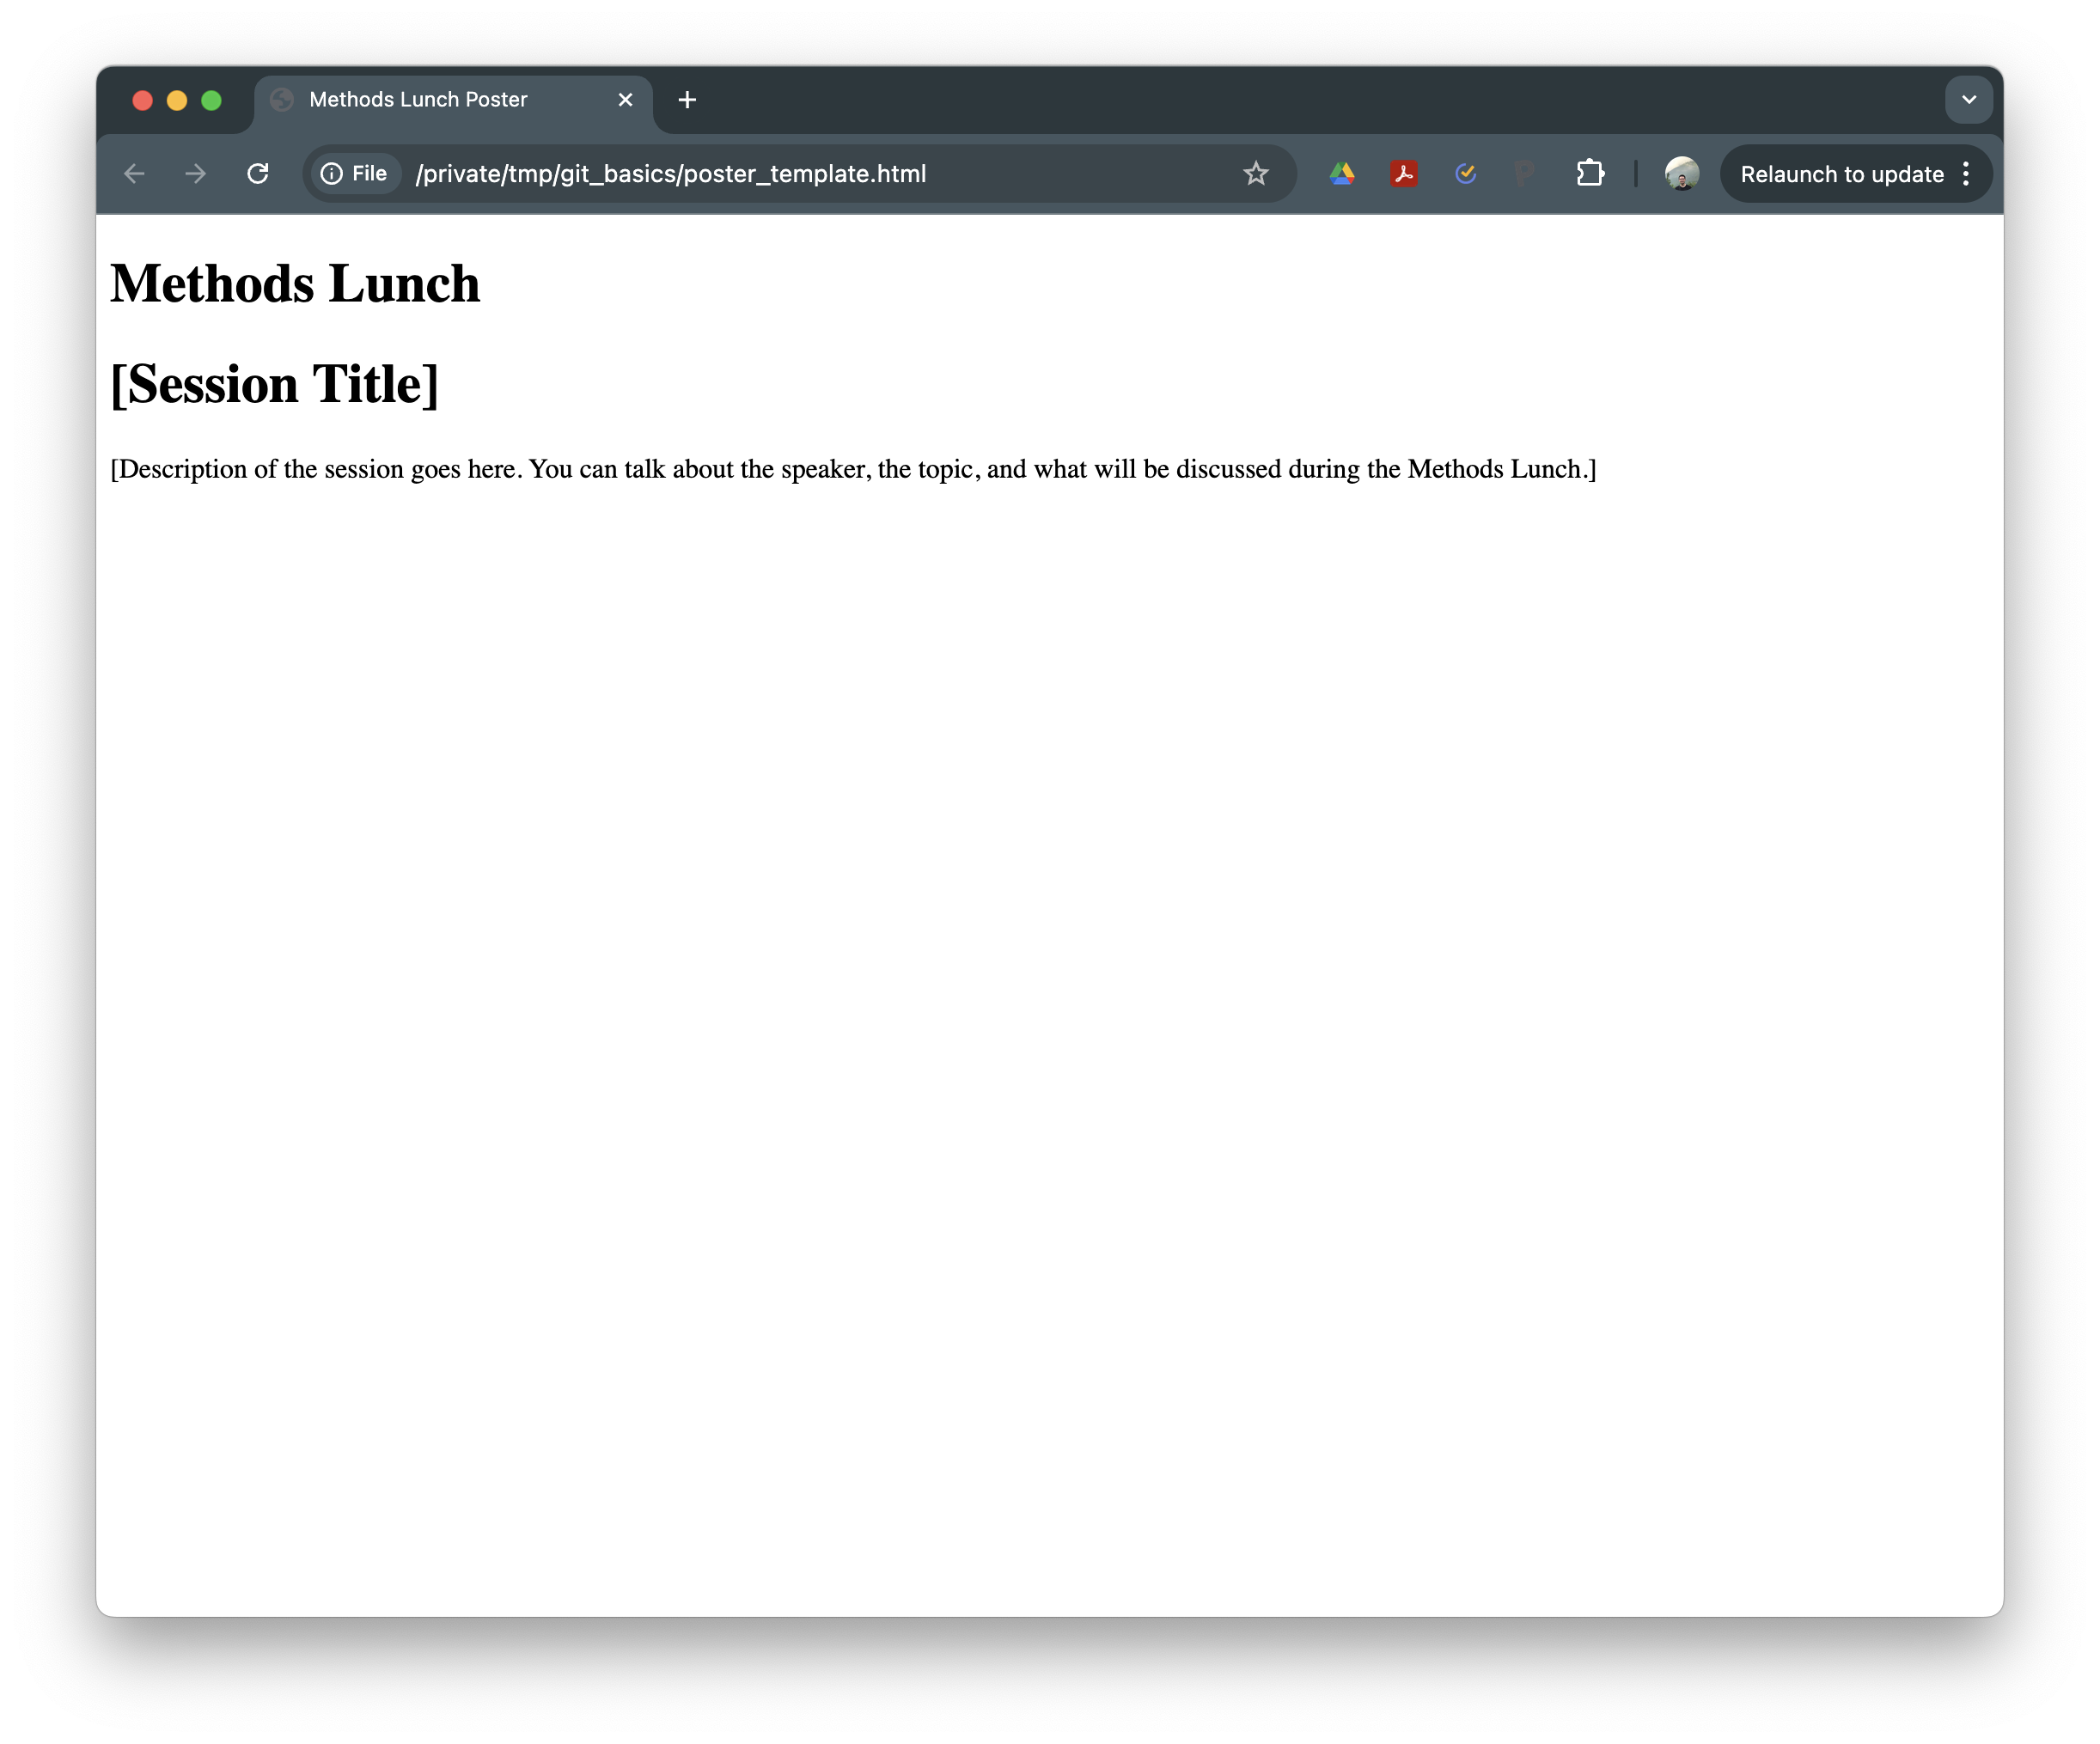 Methods Lunch Poster
File
/private/tmp/git_basics/poster_template.html
Relaunch to update
Methods Lunch
[Session Title]
[Description of the session goes here. You can talk about the speaker, the topic, and what will be discussed during the Methods Lunch.]